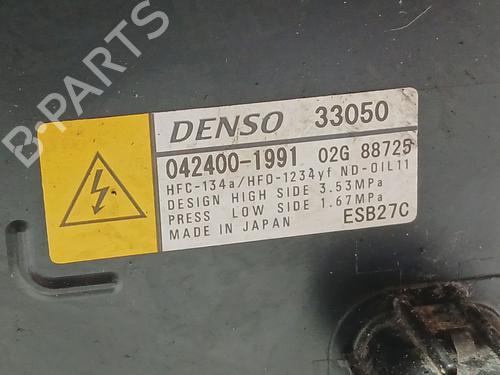 DENSO 33050
042400-1991 02G 88725
HFC-134a/HFO-1234yf ND-OIL11
DESIGN HIGH SIDE 3.53MPa
PRESS LOW SIDE 1.67MPa
MADE IN JAPAN ESB27C
B-PARTS